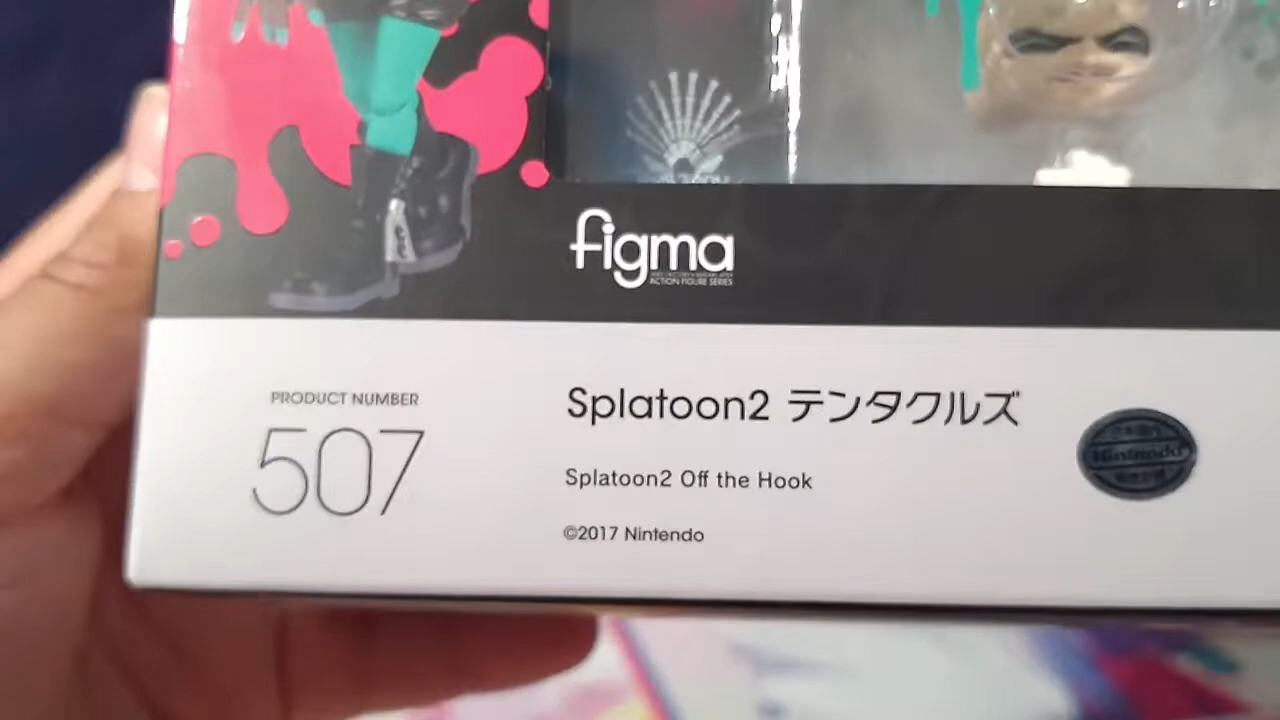 figma
ACTION FIGURE SERIES
PRODUCT NUMBER
507
Splatoon2 テンタクルズ
Splatoon2 Off the Hook
©2017 Nintendo
Nintendo